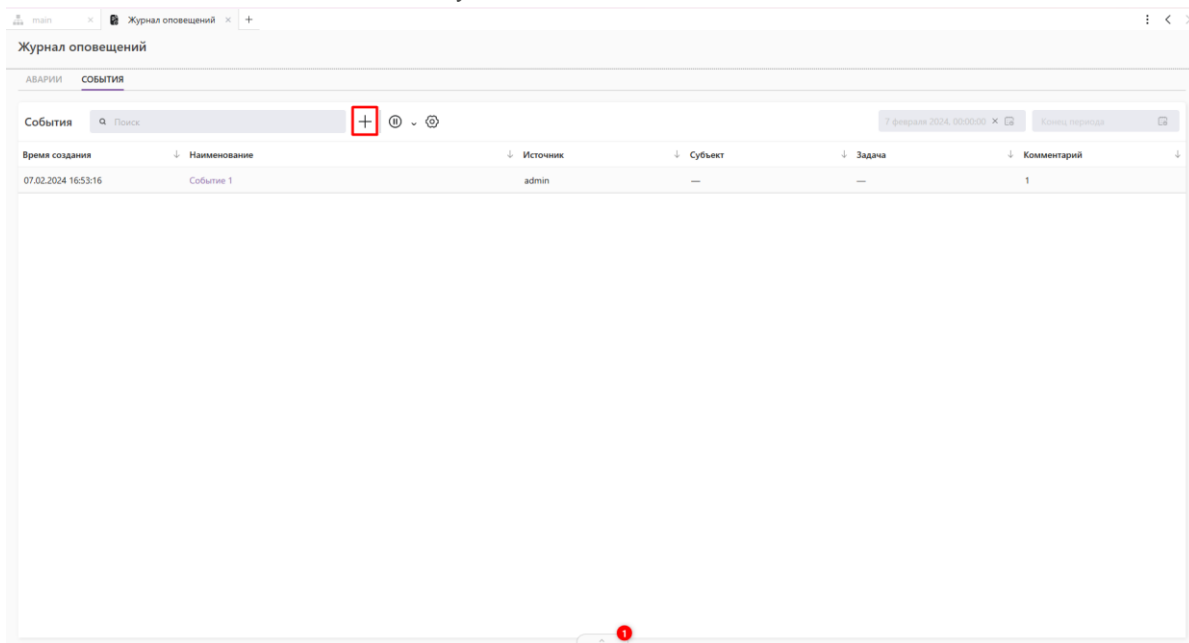 main × Журнал оповещений × +
Журнал оповещений
АВАРИИ СОБЫТИЯ
События Поиск 7 февраля 2024, 00:00:00 × Конец периода
Время создания Наименование Источник Субъект Задача Комментарий
07.02.2024 16:53:16 Событие 1 admin — — 1
1